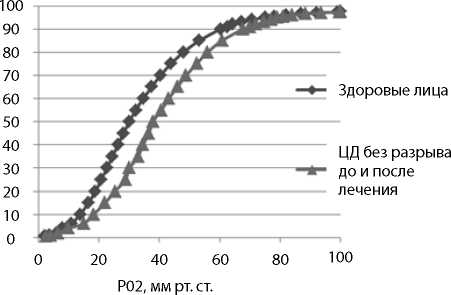 100
90
80
70
60
50
40
30
20
10
0
0 20 40 60 80 100
PO2, мм рт. ст.
Здоровые лица
ЦД без разрыва
до и после
лечения